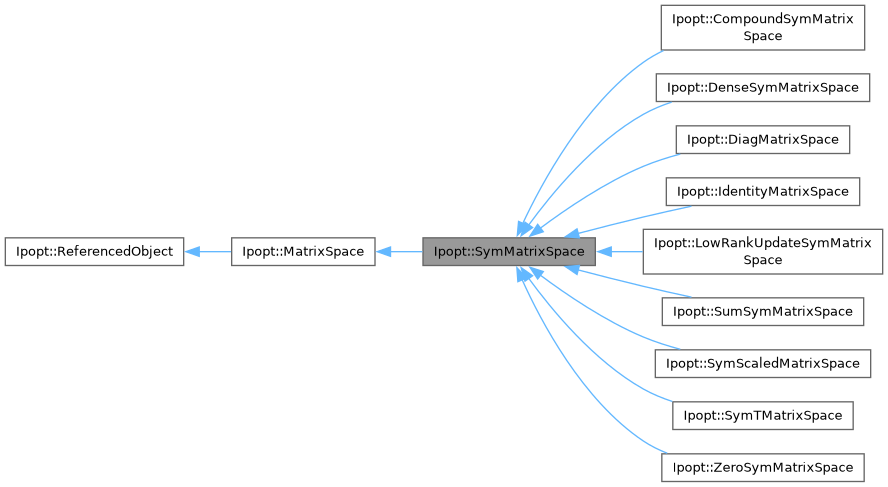 Ipopt::ReferencedObject
Ipopt::MatrixSpace
Ipopt::SymMatrixSpace
Ipopt::CompoundSymMatrix
Space
Ipopt::DenseSymMatrixSpace
Ipopt::DiagMatrixSpace
Ipopt::IdentityMatrixSpace
Ipopt::LowRankUpdateSymMatrix
Space
Ipopt::SumSymMatrixSpace
Ipopt::SymScaledMatrixSpace
Ipopt::SymTMatrixSpace
Ipopt::ZeroSymMatrixSpace